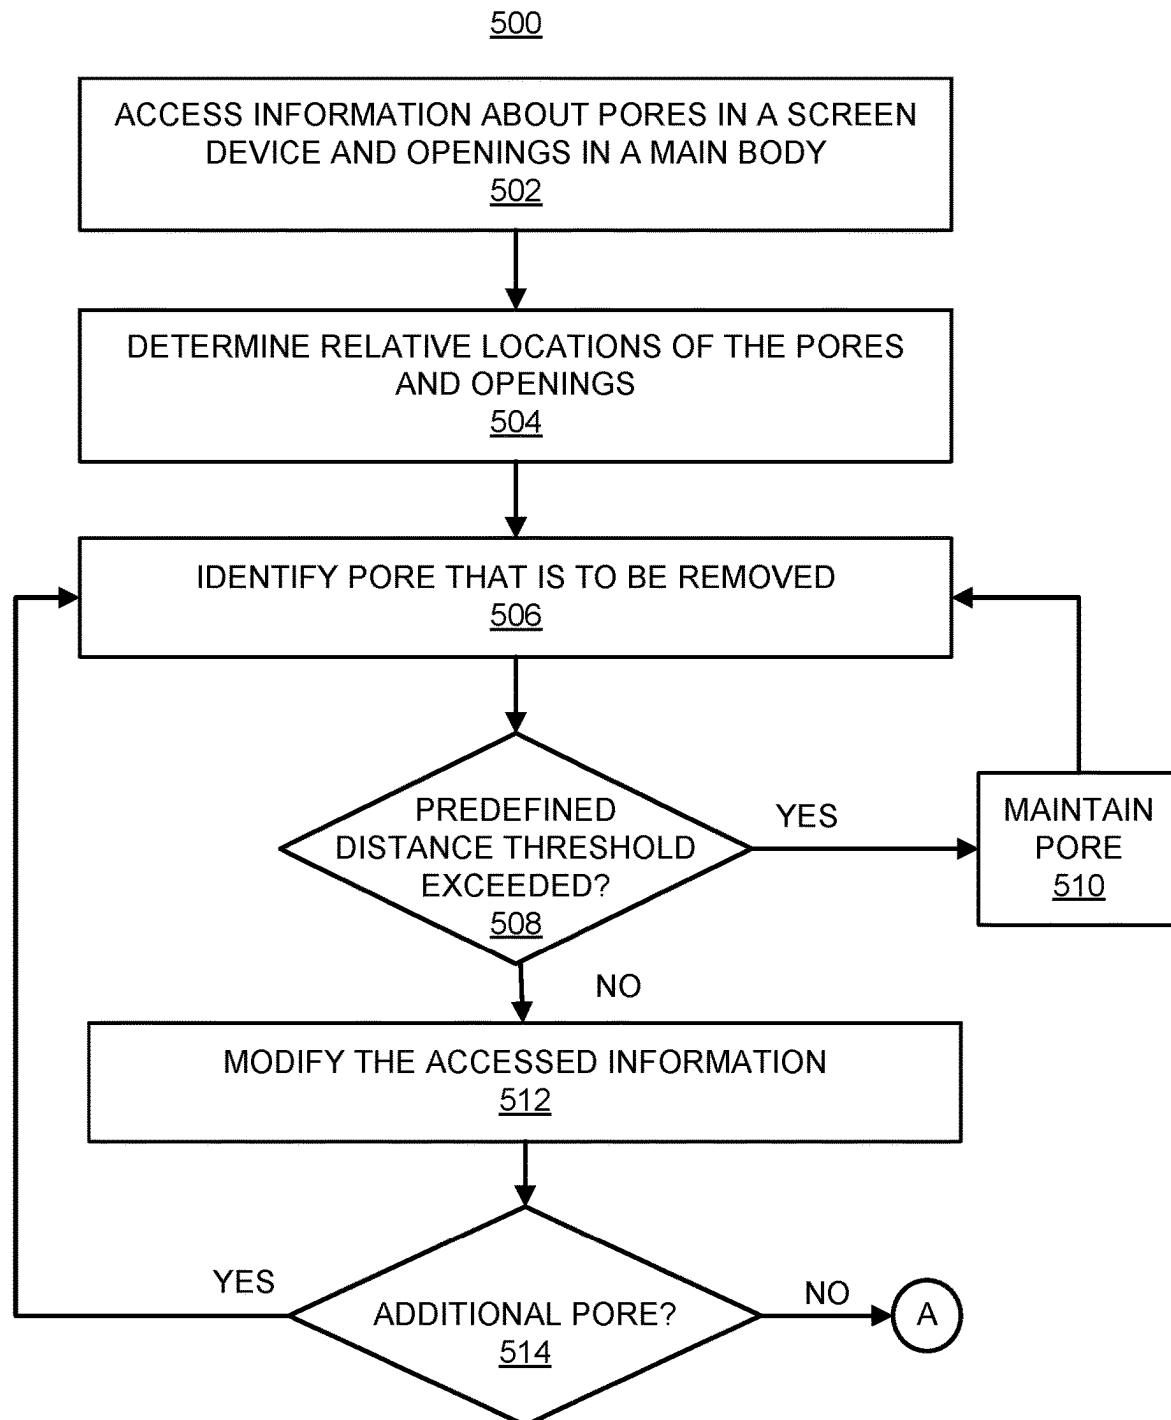 500
ACCESS INFORMATION ABOUT PORES IN A SCREEN
DEVICE AND OPENINGS IN A MAIN BODY
502
DETERMINE RELATIVE LOCATIONS OF THE PORES
AND OPENINGS
504
IDENTIFY PORE THAT IS TO BE REMOVED
506
PREDEFINED
DISTANCE THRESHOLD
EXCEEDED?
508
YES
MAINTAIN
PORE
510
NO
MODIFY THE ACCESSED INFORMATION
512
YES
ADDITIONAL PORE?
514
NO
A